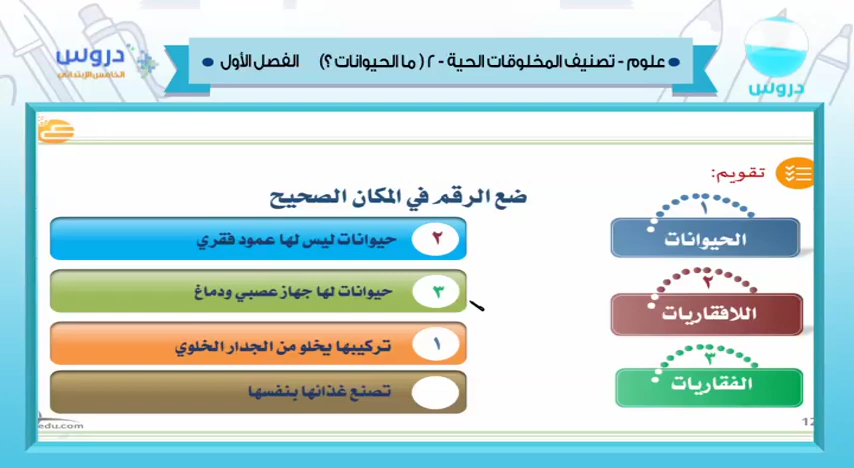 دروس
الخامس الإبتدائي
علوم - تصنيف المخلوقات الحية - ٢ ( ما الحيوانات ؟) الفصل الأول
دروس
تقويم:
ضع الرقم في المكان الصحيح
١
الحيوانات
٢
اللافقاريات
٣
الفقاريات
٢ حيوانات ليس لها عمود فقري
٣ حيوانات لها جهاز عصبي ودماغ
١ تركيبها يخلو من الجدار الخلوي
تصنع غذائها بنفسها
edu.com
12